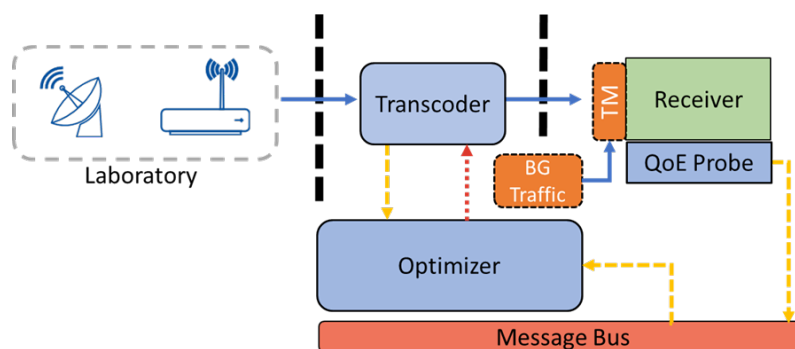 Laboratory
Transcoder
TM
Receiver
QoE Probe
BG
Traffic
Optimizer
Message Bus